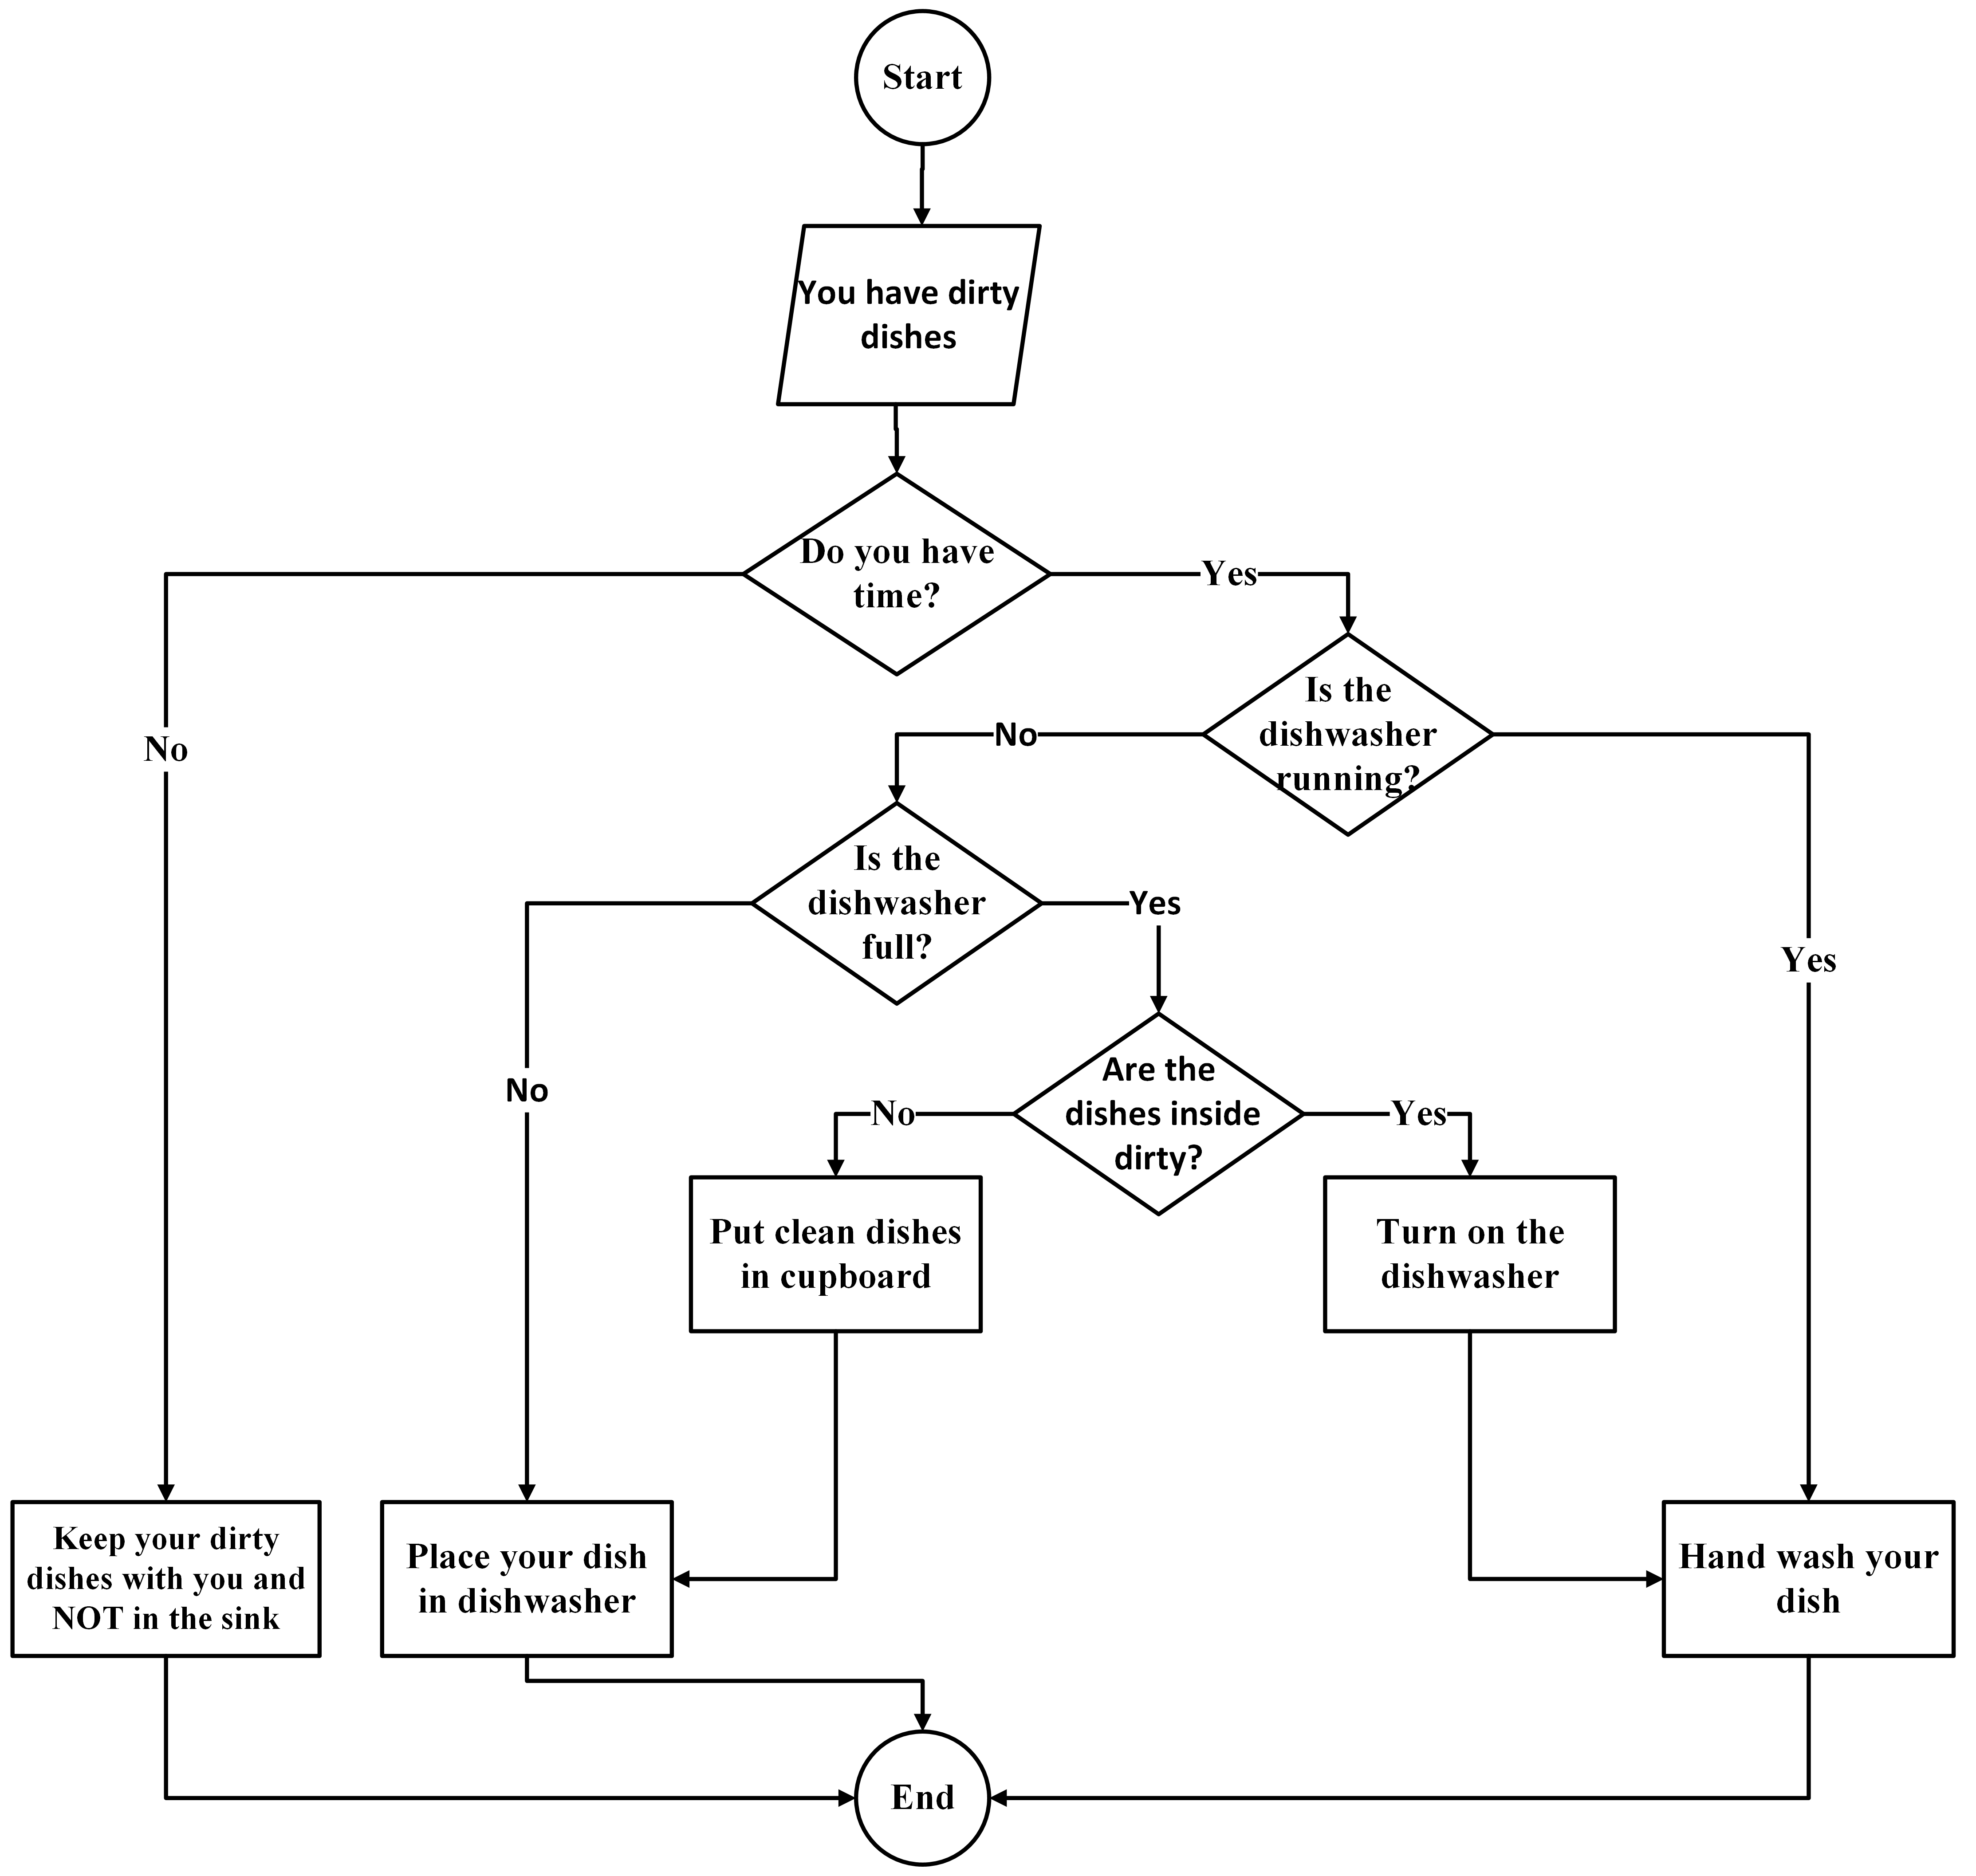 Start
You have dirty
dishes
Do you have
time?
Yes
No
Is the
dishwasher
running?
No
Yes
Is the
dishwasher
full?
Yes
No
Are the
dishes inside
dirty?
No
Yes
Put clean dishes
in cupboard
Turn on the
dishwasher
Keep your dirty
dishes with you and
NOT in the sink
Place your dish
in dishwasher
Hand wash your
dish
End